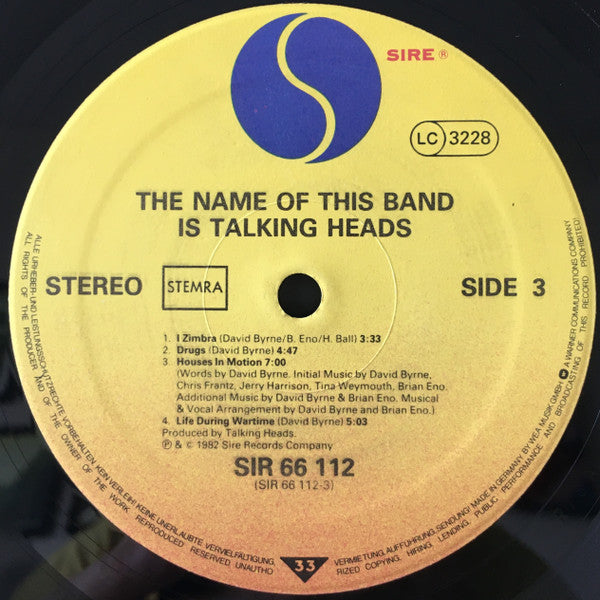 SIRE ®
LC 3228
THE NAME OF THIS BAND
IS TALKING HEADS
STEREO
STEMRA
SIDE 3
1. I Zimbra (David Byrne/B. Eno/H. Ball) 3:33
2. Drugs (David Byrne) 4:47
3. Houses In Motion 7:00
(Words by David Byrne. Initial Music by David Byrne,
Chris Frantz, Jerry Harrison, Tina Weymouth, Brian Eno.
Additional Music by David Byrne & Brian Eno. Musical
& Vocal Arrangement by David Byrne and Brian Eno.)
4. Life During Wartime (David Byrne) 5:03
Produced by Talking Heads.
℗ & © 1982 Sire Records Company
SIR 66 112
(SIR 66 112-3)
33
ALLE URHEBER- UND LEISTUNGSSCHUTZRECHTE VORBEHALTEN. KEIN VERLEIH! KEINE UNERLAUBTE VERVIELFÄLTIGUNG, VERMIETUNG, AUFFÜHRUNG, SENDUNG! MADE IN GERMANY BY WEA MUSIK GMBH A WARNER COMMUNICATIONS COMPANY
ALL RIGHTS OF THE PRODUCER AND OF THE OWNER OF THE WORK REPRODUCED RESERVED. UNAUTHORIZED COPYING, HIRING, LENDING, PUBLIC PERFORMANCE AND BROADCASTING OF THIS RECORD PROHIBITED!